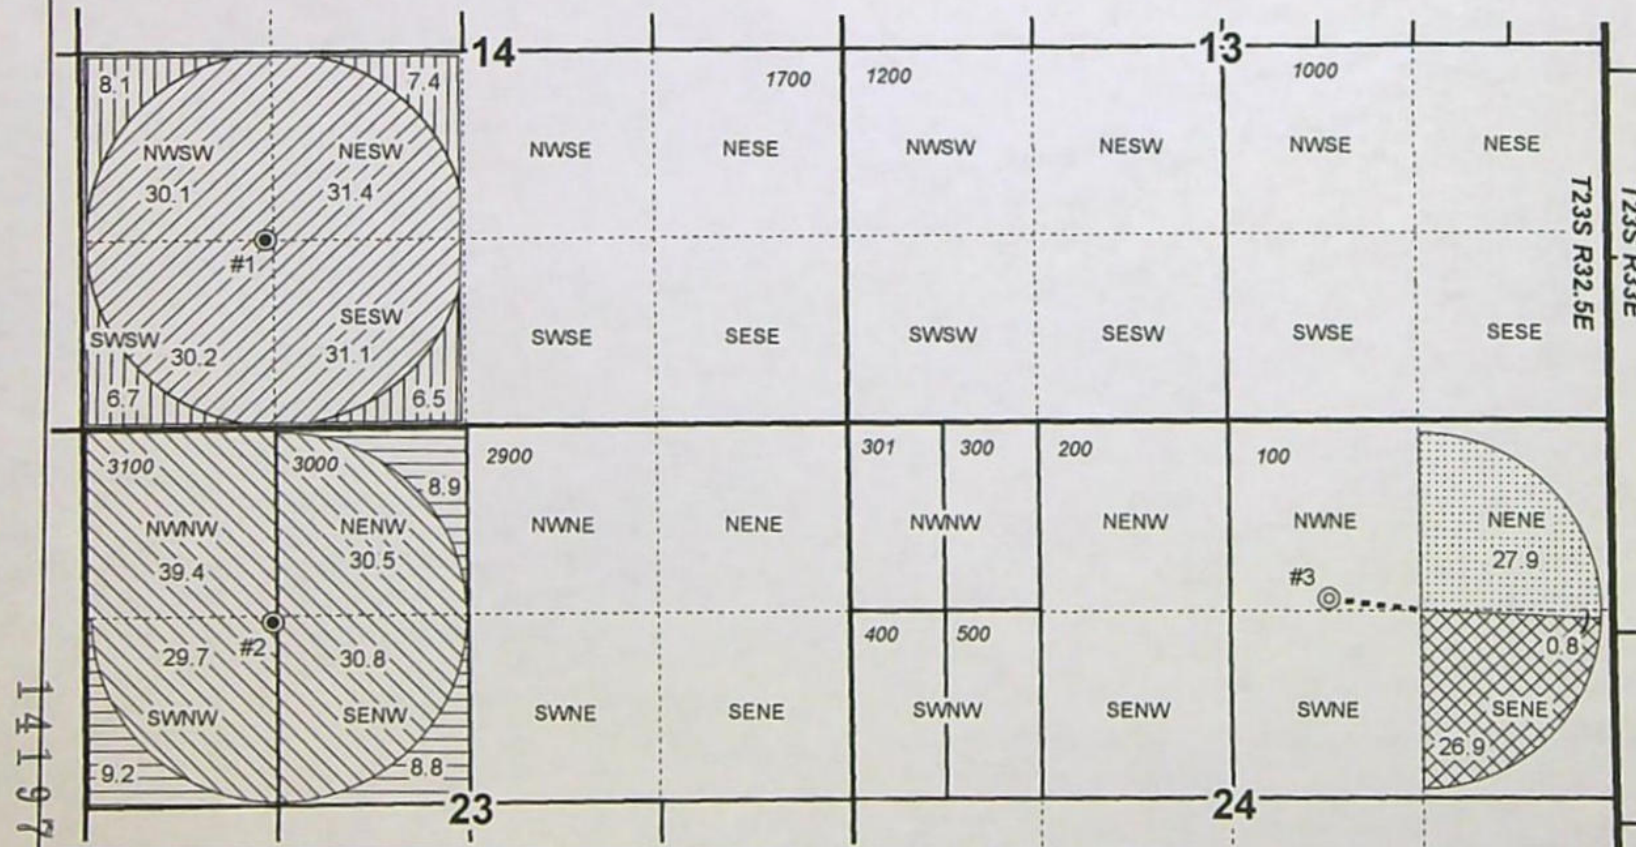 14
13
8.1
7.4
1700
1200
1000
NWSW
NESW
NWSE
NESE
NWSW
NESW
NWSE
NESE
30.1
31.4
T23S R32.5E
T23S R33E
#1
SWSW
SESW
SWSE
SESE
SWSW
SESW
SWSE
SESE
30.2
31.1
6.7
6.5
3100
3000
2900
301
300
200
100
8.9
NWNW
NENW
NWNE
NENE
NWNW
NENW
NWNE
NENE
39.4
30.5
27.9
#3
#2
400
500
0.8
29.7
30.8
SWNW
SENW
SWNE
SENE
SWNW
SENW
SWNE
SENE
26.9
9.2
8.8
23
24
14197